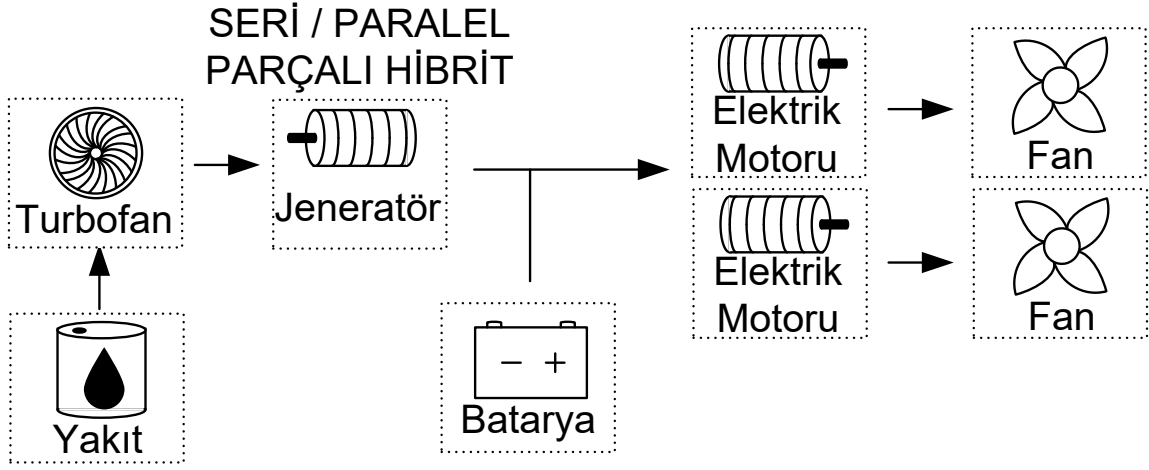 SERİ / PARALEL
PARÇALI HİBRİT
Turbofan
Jeneratör
Elektrik
Motoru
Fan
Elektrik
Motoru
Fan
Yakıt
Batarya